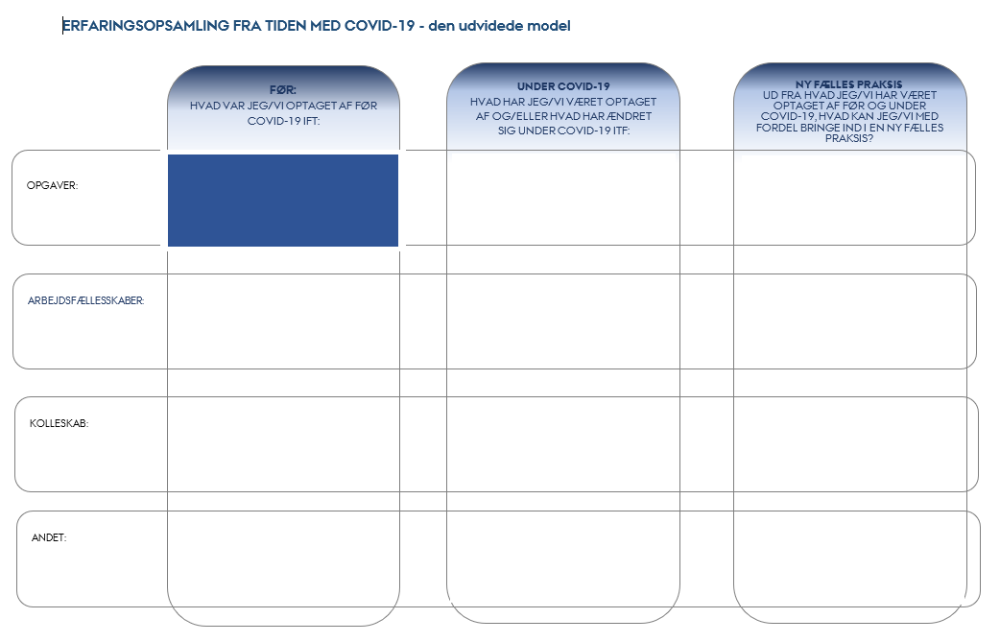 ERFARINGSOPSAMLING FRA TIDEN MED COVID-19 - den udvidede model
FØR:
HVAD VAR JEG/VI OPTAGET AF FØR
COVID-19 IFT:
UNDER COVID-19
HVAD HAR JEG/VI VÆRET OPTAGET
AF OG/ELLER HVAD HAR ÆNDRET
SIG UNDER COVID-19 ITF:
NY FÆLLES PRAKSIS
UD FRA HVAD JEG/VI HAR VÆRET
OPTAGET AF FØR OG UNDER
COVID-19, HVAD KAN JEG/VI MED
FORDEL BRINGE IND I EN NY FÆLLES
PRAKSIS?
OPGAVER:
ARBEJDSFÆLLESSKABER:
KOLLESKAB:
ANDET: